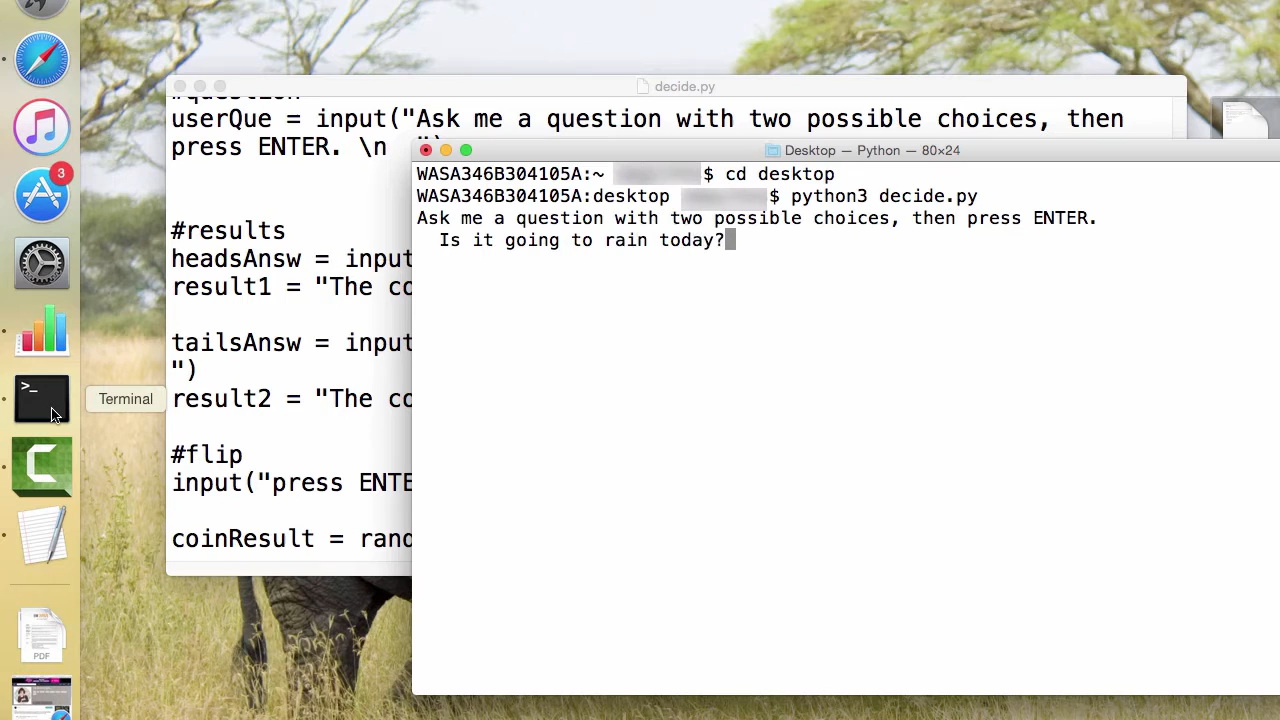 decide.py
#question
userQue = input("Ask me a question with two possible choices, then
press ENTER. \n
#results
headsAnsw = input
result1 = "The co
tailsAnsw = input
")
result2 = "The co
#flip
input("press ENTE
coinResult = rand
Desktop — Python — 80×24
WASA346B304105A:~ $ cd desktop
WASA346B304105A:desktop $ python3 decide.py
Ask me a question with two possible choices, then press ENTER.
Is it going to rain today?
3
>_
Terminal
PDF